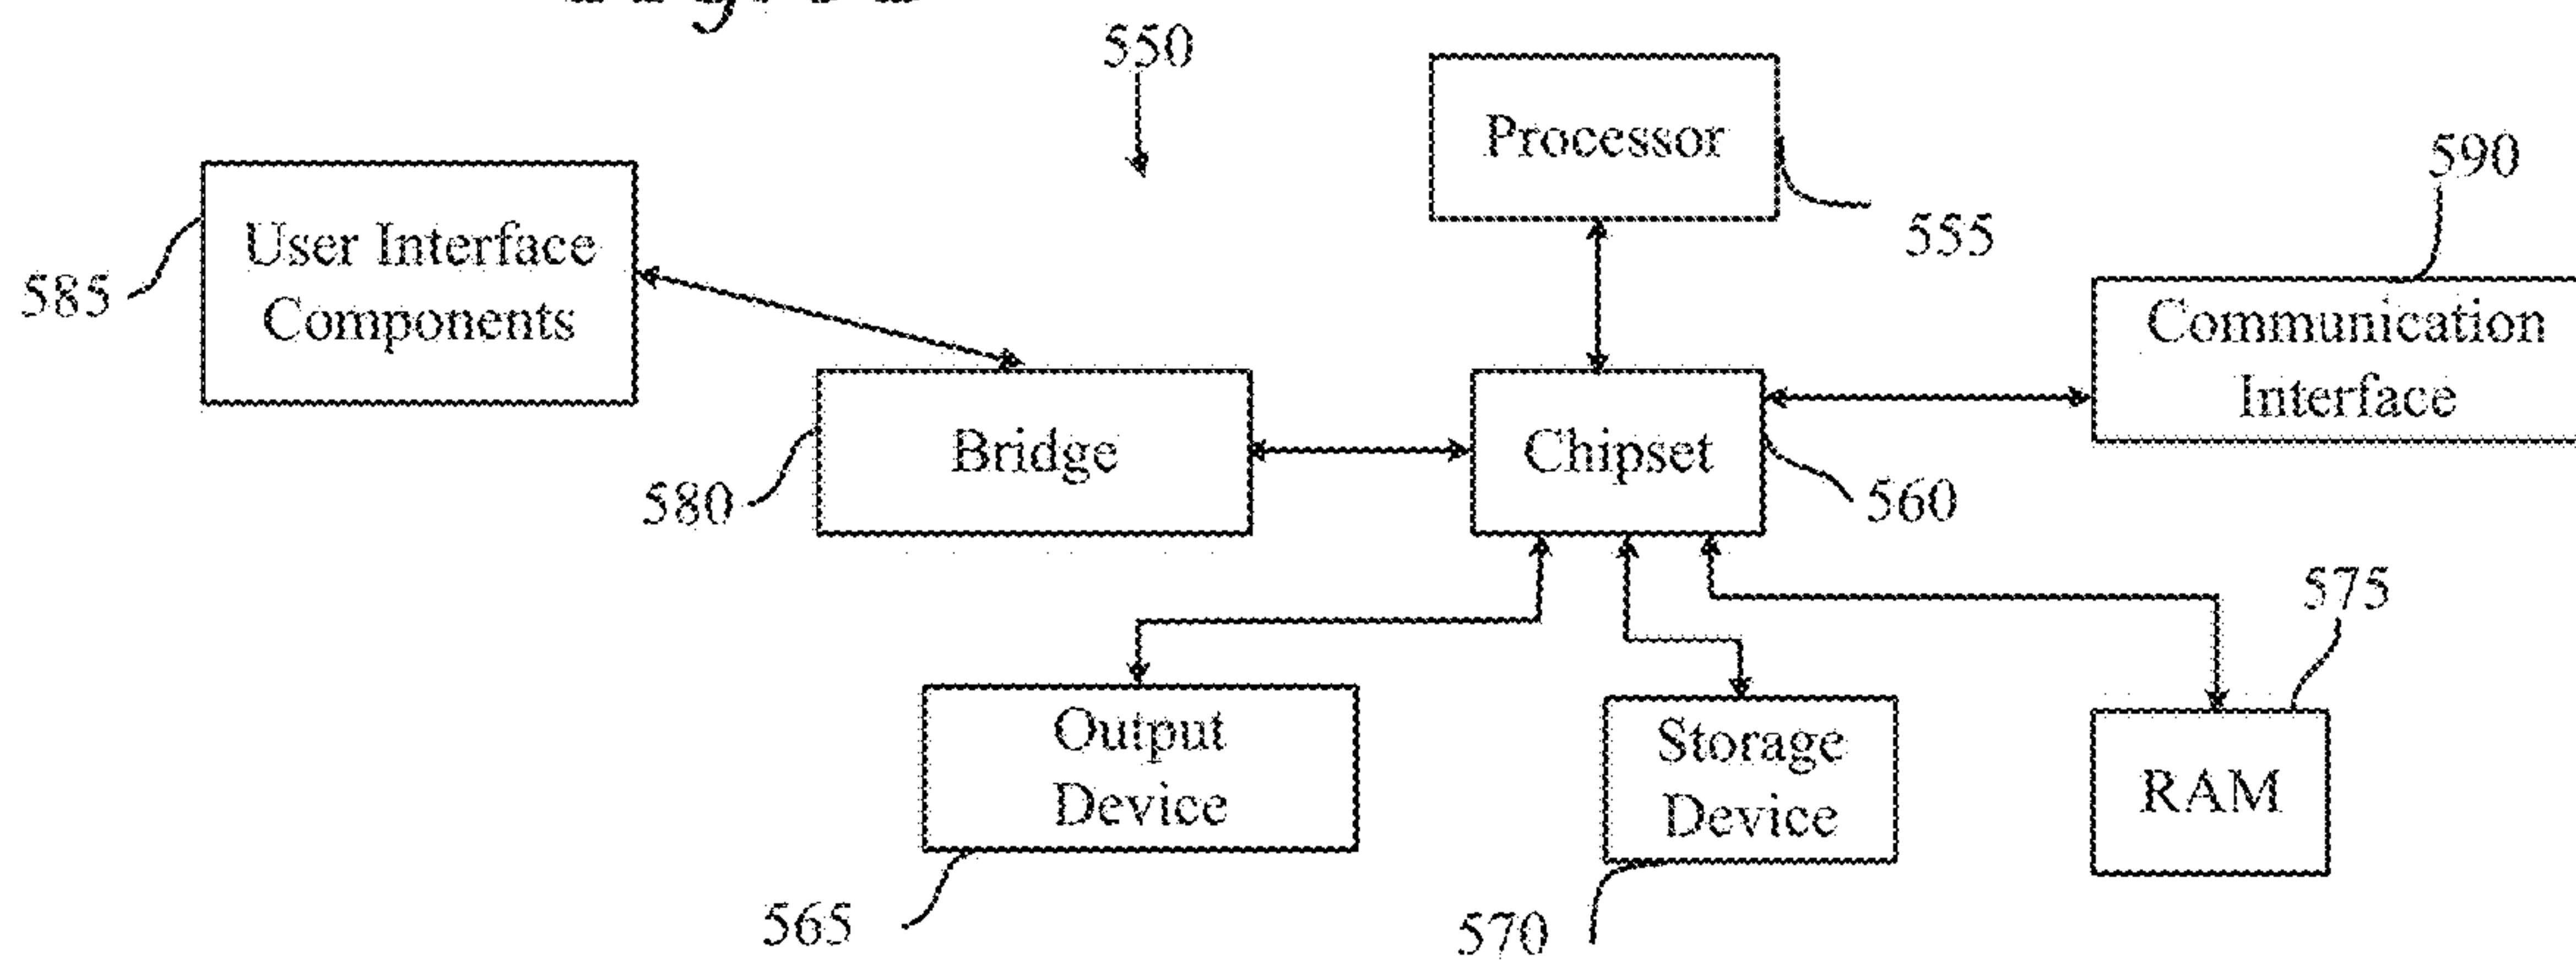 550
Processor
590
555
User Interface
Components
585
Communication
Interface
Bridge
Chipset
580
560
575
Output
Device
Storage
Device
RAM
565
570